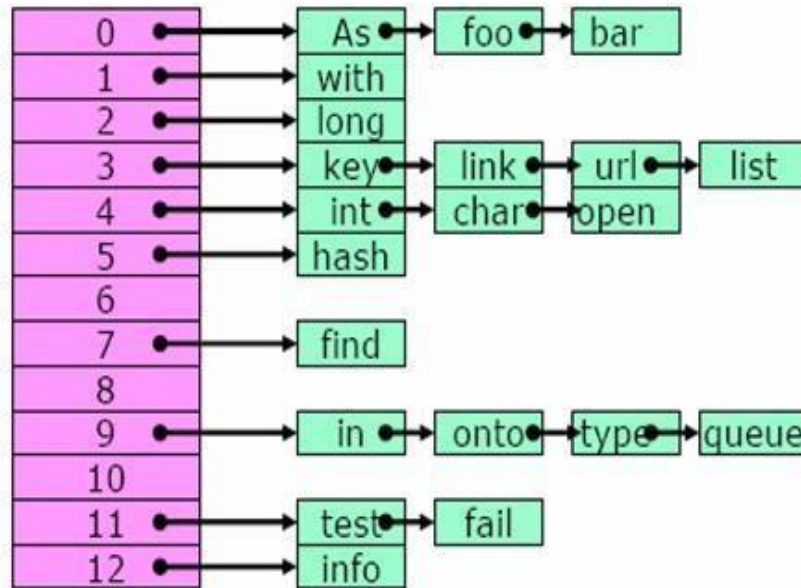 0 As foo bar
1 with
2 long
3 key link url list
4 int char open
5 hash
6
7 find
8
9 in onto type queue
10
11 test fail
12 info